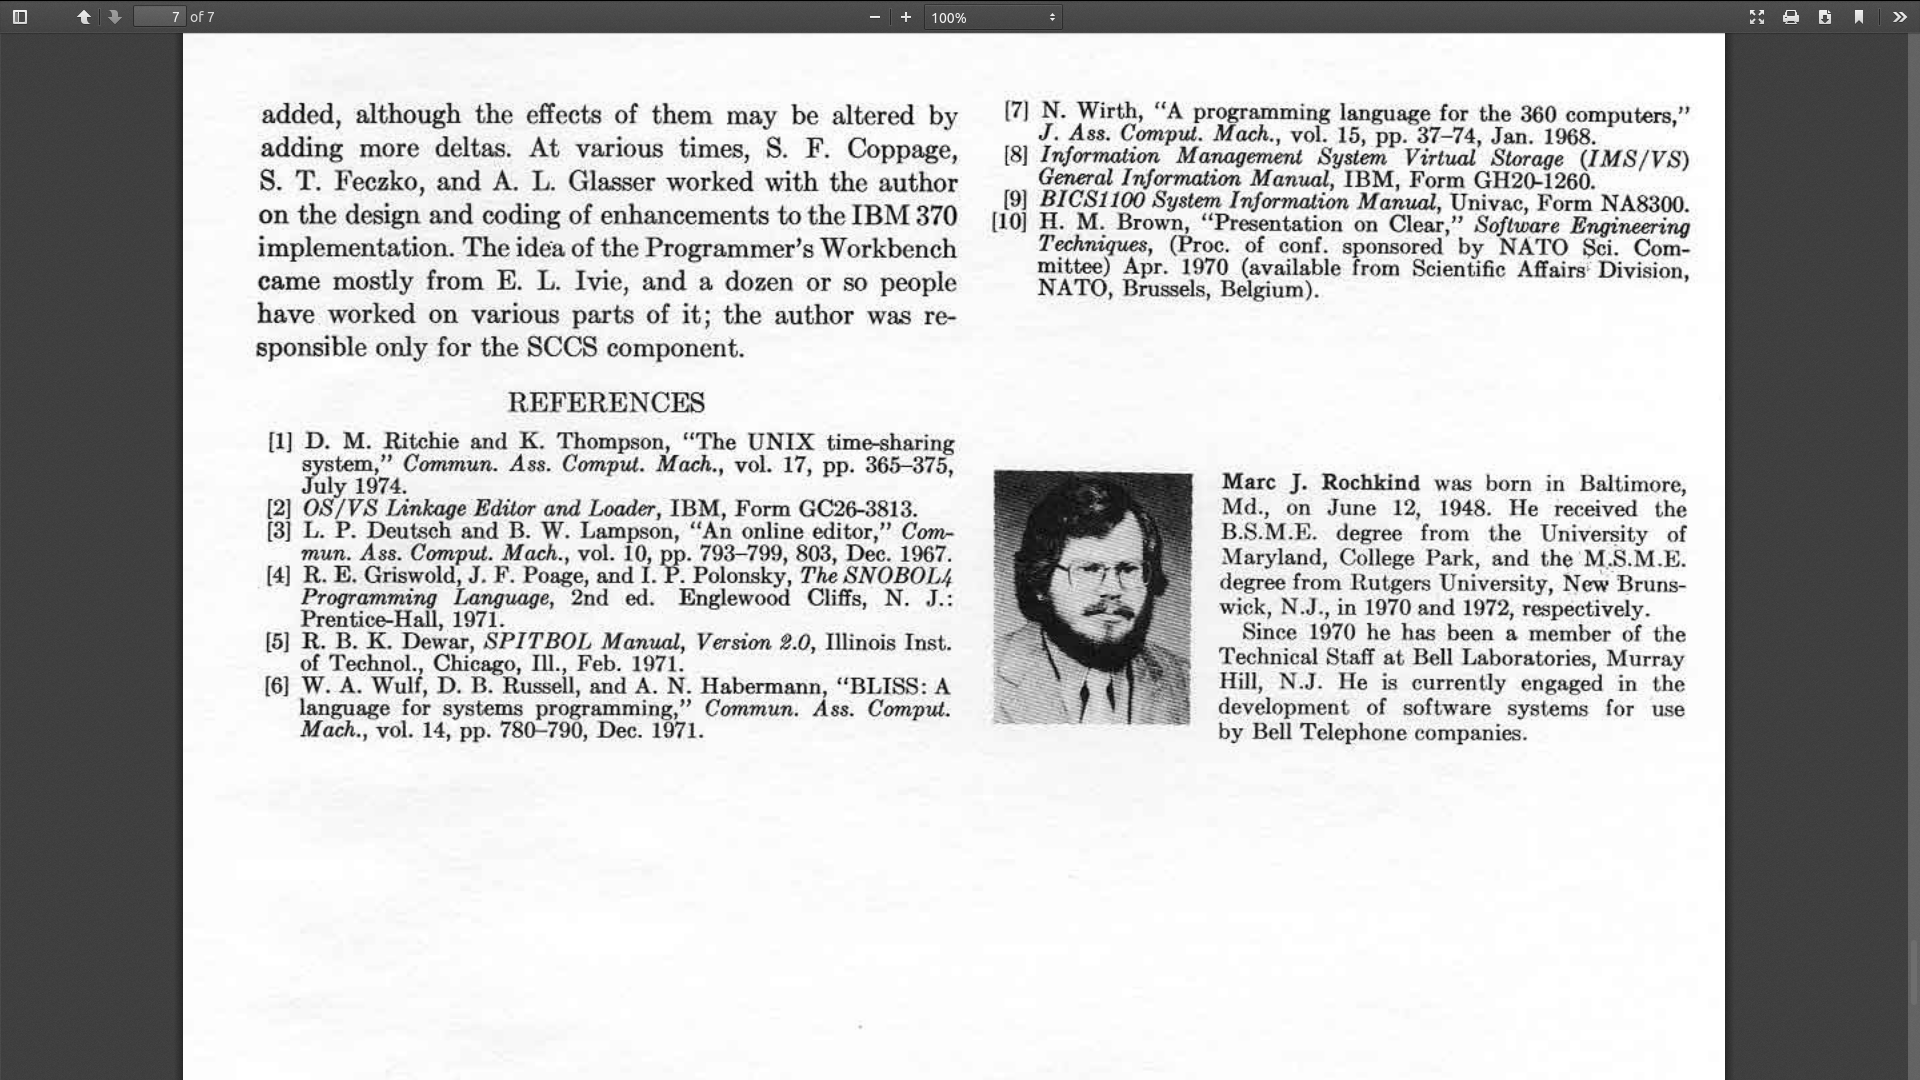 7 of 7
100%
added, although the effects of them may be altered by
adding more deltas. At various times, S. F. Coppage,
S. T. Feczko, and A. L. Glasser worked with the author
on the design and coding of enhancements to the IBM 370
implementation. The idea of the Programmer's Workbench
came mostly from E. L. Ivie, and a dozen or so people
have worked on various parts of it; the author was re-
sponsible only for the SCCS component.
REFERENCES
[1] D. M. Ritchie and K. Thompson, “The UNIX time-sharing
system,” Commun. Ass. Comput. Mach., vol. 17, pp. 365–375,
July 1974.
[2] OS/VS Linkage Editor and Loader, IBM, Form GC26-3813.
[3] L. P. Deutsch and B. W. Lampson, “An online editor,” Com-
mun. Ass. Comput. Mach., vol. 10, pp. 793–799, 803, Dec. 1967.
[4] R. E. Griswold, J. F. Poage, and I. P. Polonsky, The SNOBOL4
Programming Language, 2nd ed. Englewood Cliffs, N. J.:
Prentice-Hall, 1971.
[5] R. B. K. Dewar, SPITBOL Manual, Version 2.0, Illinois Inst.
of Technol., Chicago, Ill., Feb. 1971.
[6] W. A. Wulf, D. B. Russell, and A. N. Habermann, “BLISS: A
language for systems programming,” Commun. Ass. Comput.
Mach., vol. 14, pp. 780–790, Dec. 1971.
[7] N. Wirth, “A programming language for the 360 computers,”
J. Ass. Comput. Mach., vol. 15, pp. 37–74, Jan. 1968.
[8] Information Management System Virtual Storage (IMS/VS)
General Information Manual, IBM, Form GH20-1260.
[9] BICS1100 System Information Manual, Univac, Form NA8300.
[10] H. M. Brown, “Presentation on Clear,” Software Engineering
Techniques, (Proc. of conf. sponsored by NATO Sci. Com-
mittee) Apr. 1970 (available from Scientific Affairs Division,
NATO, Brussels, Belgium).
Marc J. Rochkind was born in Baltimore,
Md., on June 12, 1948. He received the
B.S.M.E. degree from the University of
Maryland, College Park, and the M.S.M.E.
degree from Rutgers University, New Bruns-
wick, N.J., in 1970 and 1972, respectively.
Since 1970 he has been a member of the
Technical Staff at Bell Laboratories, Murray
Hill, N.J. He is currently engaged in the
development of software systems for use
by Bell Telephone companies.